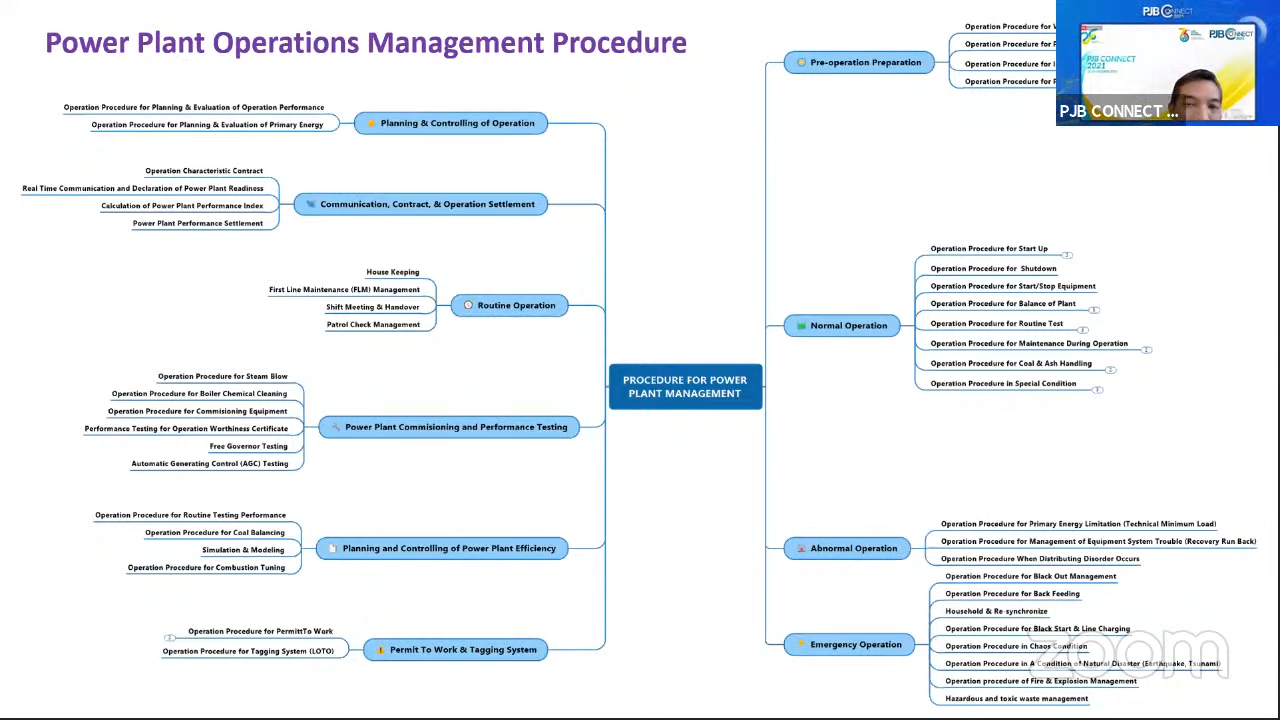 Power Plant Operations Management Procedure
Operation Procedure for Planning & Evaluation of Operation Performance
Operation Procedure for Planning & Evaluation of Primary Energy
Planning & Controlling of Operation
Operation Characteristic Contract
Real Time Communication and Declaration of Power Plant Readiness
Calculation of Power Plant Performance Index
Power Plant Performance Settlement
Communication, Contract, & Operation Settlement
House Keeping
First Line Maintenance (FLM) Management
Shift Meeting & Handover
Patrol Check Management
Routine Operation
Operation Procedure for Steam Blow
Operation Procedure for Boiler Chemical Cleaning
Operation Procedure for Commisioning Equipment
Performance Testing for Operation Worthiness Certificate
Free Governor Testing
Automatic Generating Control (AGC) Testing
Power Plant Commisioning and Performance Testing
Operation Procedure for Routine Testing Performance
Operation Procedure for Coal Balancing
Simulation & Modeling
Operation Procedure for Combustion Tuning
Planning and Controlling of Power Plant Efficiency
Operation Procedure for PermittTo Work
Operation Procedure for Tagging System (LOTO)
Permit To Work & Tagging System
PROCEDURE FOR POWER
PLANT MANAGEMENT
Pre-operation Preparation
Operation Procedure for
Operation Procedure for
Operation Procedure for
Operation Procedure for
Normal Operation
Operation Procedure for Start Up
Operation Procedure for Shutdown
Operation Procedure for Start/Stop Equipment
Operation Procedure for Balance of Plant
Operation Procedure for Routine Test
Operation Procedure for Maintenance During Operation
Operation Procedure for Coal & Ash Handling
Operation Procedure in Special Condition
Abnormal Operation
Operation Procedure for Primary Energy Limitation (Technical Minimum Load)
Operation Procedure for Management of Equipment System Trouble (Recovery Run Back)
Operation Procedure When Distributing Disorder Occurs
Emergency Operation
Operation Procedure for Black Out Management
Operation Procedure for Back Feeding
Household & Re-synchronize
Operation Procedure for Black Start & Line Charging
Operation Procedure in Chaos Condition
Operation Procedure in A Condition of Natural Disaster (Earthquake, Tsunami)
Operation procedure of Fire & Explosion Management
Hazardous and toxic waste management
PJB CONNECT
2021
PJB CONNECT
PJB CONNECT
2021
PJB CONNECT ...
zoom